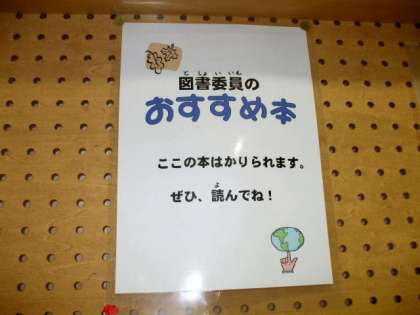 図書委員の
おすすめ本
ここの本はかりられます。
ぜひ、読んでね！